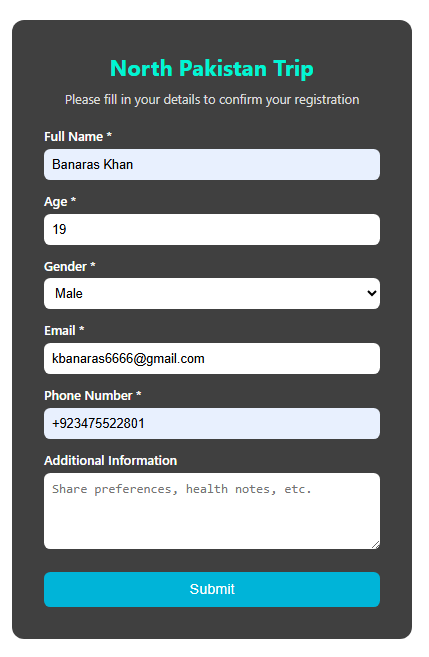 North Pakistan Trip
Please fill in your details to confirm your registration
Full Name *
Banaras Khan
Age *
19
Gender *
Male
Email *
kbanaras6666@gmail.com
Phone Number *
+923475522801
Additional Information
Share preferences, health notes, etc.
Submit